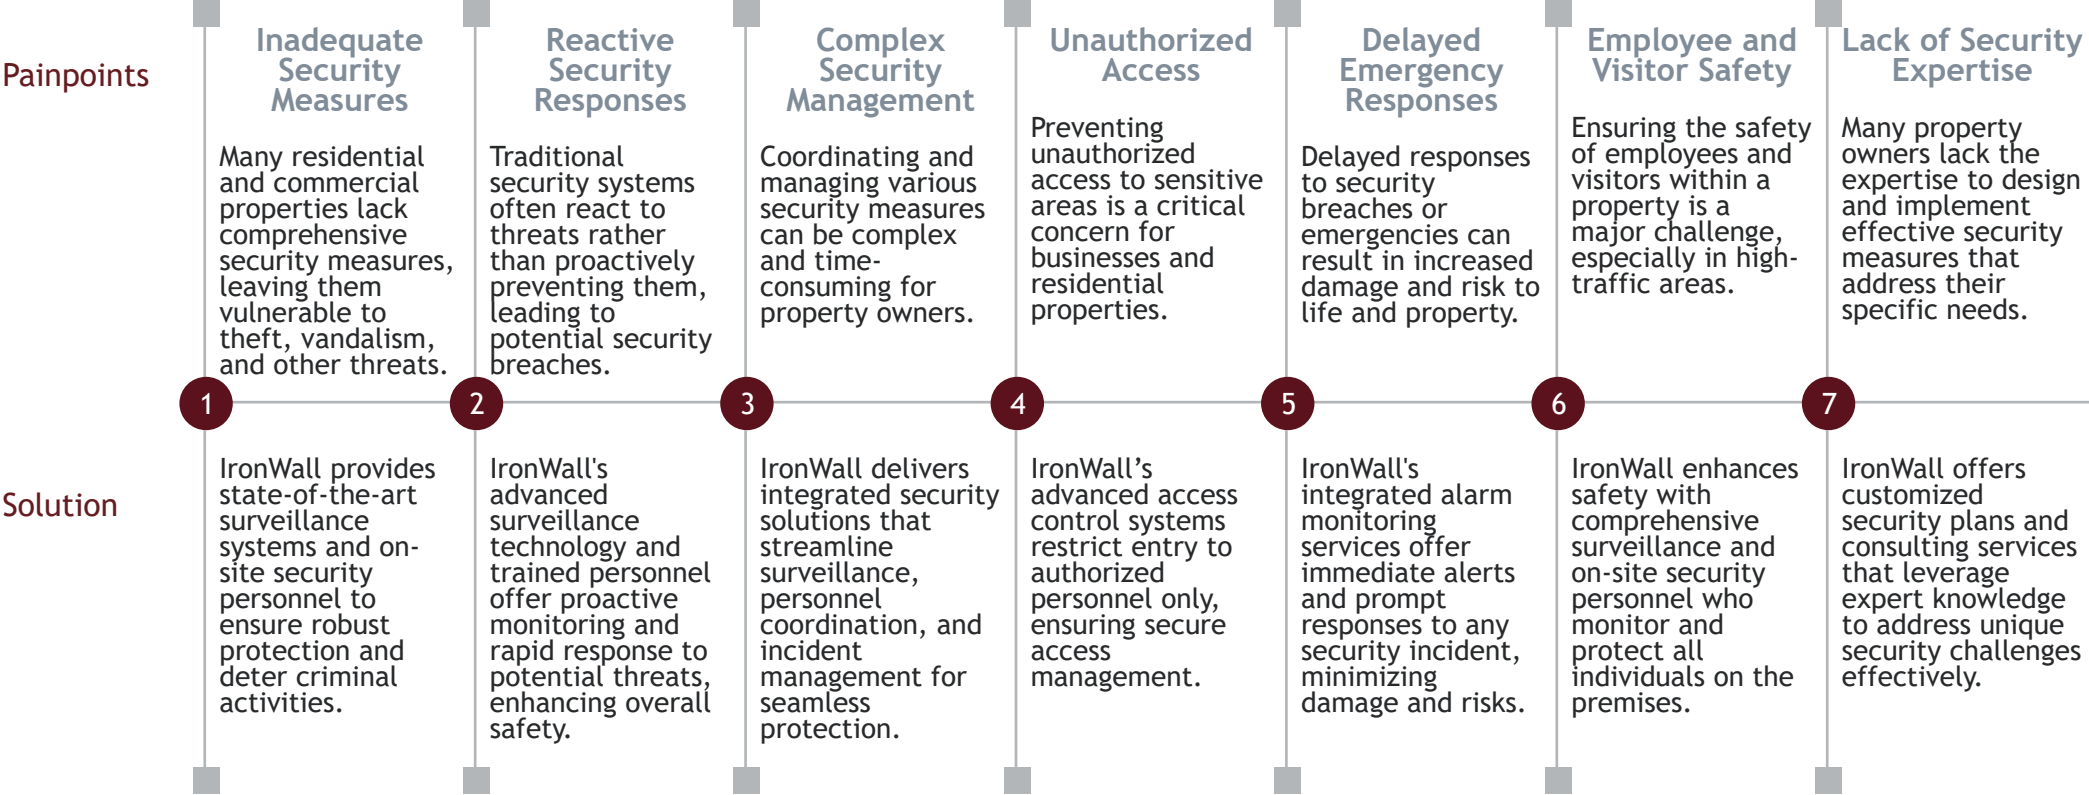 Painpoints
Inadequate
Security
Measures
Many residential
and commercial
properties lack
comprehensive
security measures,
leaving them
vulnerable to
theft, vandalism,
and other threats.
Reactive
Security
Responses
Traditional
security systems
often react to
threats rather
than proactively
preventing them,
leading to
potential security
breaches.
Complex
Security
Management
Coordinating and
managing various
security measures
can be complex
and time-
consuming for
property owners.
Unauthorized
Access
Preventing
unauthorized
access to sensitive
areas is a critical
concern for
businesses and
residential
properties.
Delayed
Emergency
Responses
Delayed responses
to security
breaches or
emergencies can
result in increased
damage and risk to
life and property.
Employee and
Visitor Safety
Ensuring the safety
of employees and
visitors within a
property is a
major challenge,
especially in high-
traffic areas.
Lack of Security
Expertise
Many property
owners lack the
expertise to design
and implement
effective security
measures that
address their
specific needs.
1
2
3
4
5
6
7
Solution
IronWall provides
state-of-the-art
surveillance
systems and on-
site security
personnel to
ensure robust
protection and
deter criminal
activities.
IronWall's
advanced
surveillance
technology and
trained personnel
offer proactive
monitoring and
rapid response to
potential threats,
enhancing overall
safety.
IronWall delivers
integrated security
solutions that
streamline
surveillance,
personnel
coordination, and
incident
management for
seamless
protection.
IronWall’s
advanced access
control systems
restrict entry to
authorized
personnel only,
ensuring secure
access
management.
IronWall's
integrated alarm
monitoring
services offer
immediate alerts
and prompt
responses to any
security incident,
minimizing
damage and risks.
IronWall enhances
safety with
comprehensive
surveillance and
on-site security
personnel who
monitor and
protect all
individuals on the
premises.
IronWall offers
customized
security plans and
consulting services
that leverage
expert knowledge
to address unique
security challenges
effectively.